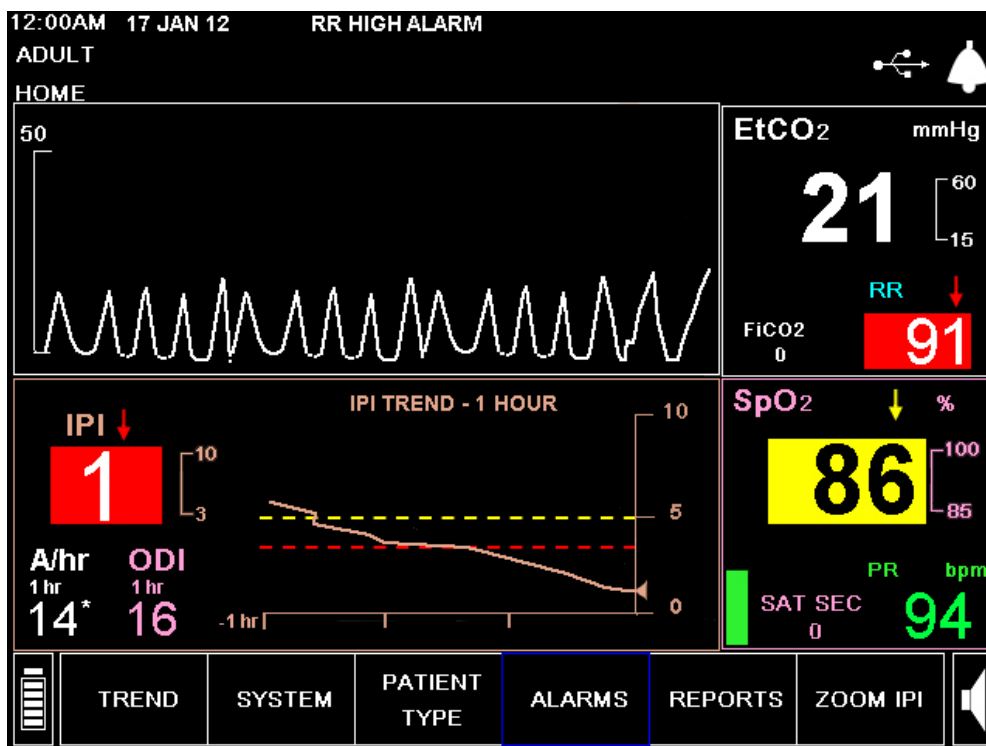 12:00AM 17 JAN 12 RR HIGH ALARM
ADULT
HOME
50
EtCO2 mmHg
21
60
15
RR
FiCO2
0
91
IPI
1
10
3
IPI TREND - 1 HOUR
10
5
0
-1 hr
A/hr ODI
1 hr 1 hr
14* 16
SpO2 %
86
100
85
PR bpm
SAT SEC
0
94
TREND
SYSTEM
PATIENT
TYPE
ALARMS
REPORTS
ZOOM IPI